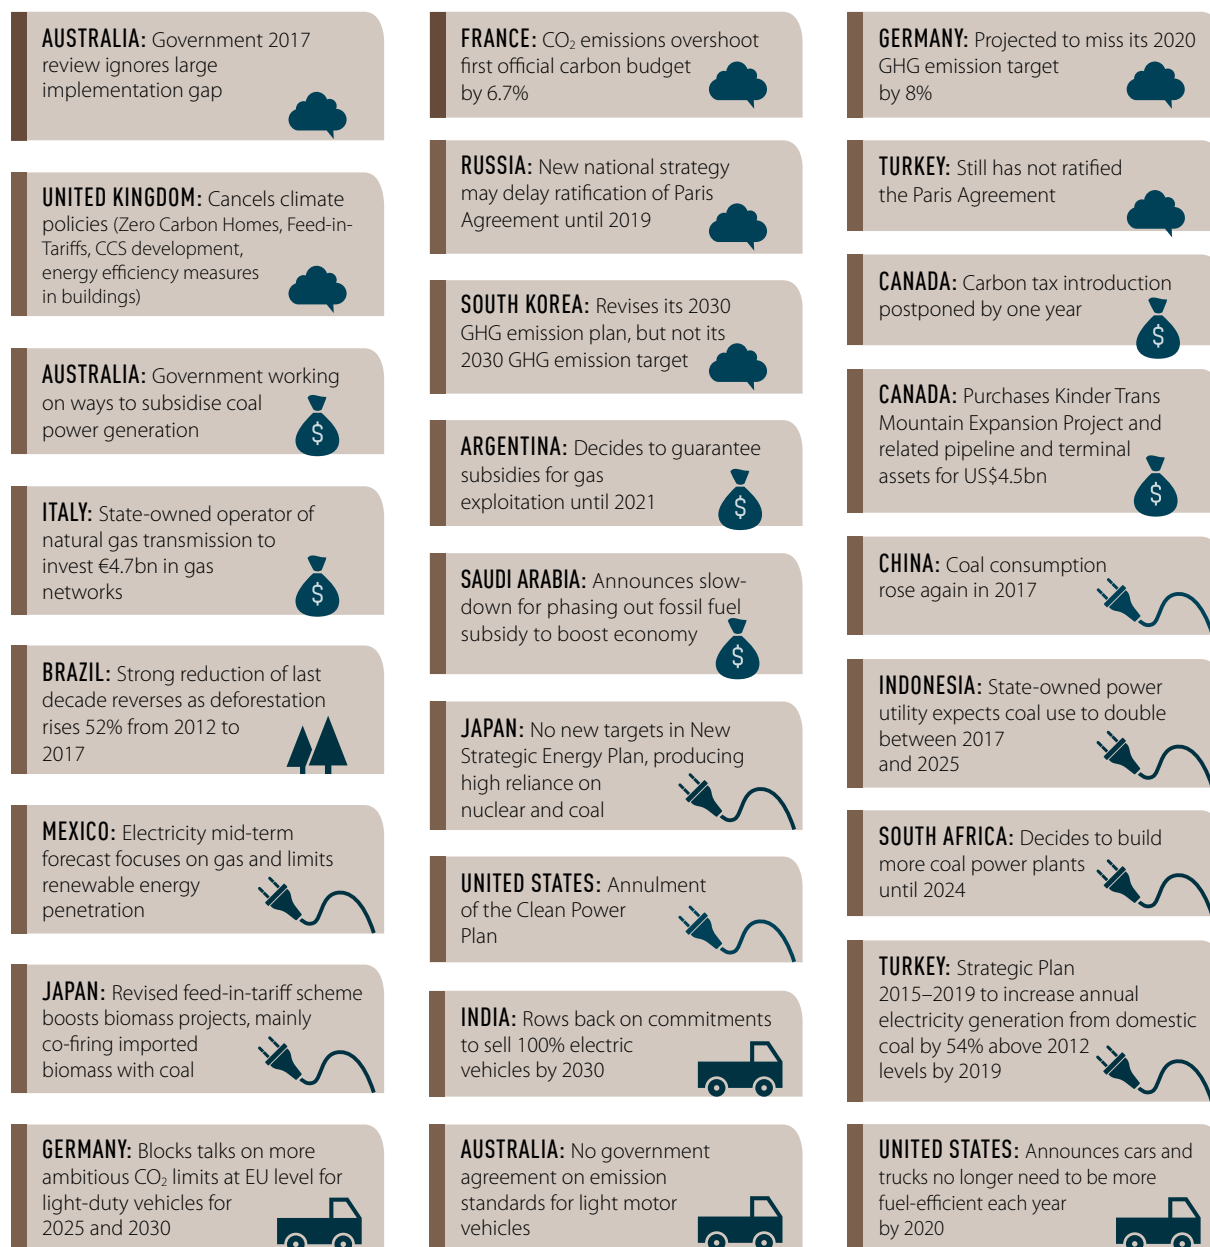 AUSTRALIA: Government 2017
review ignores large
implementation gap
UNITED KINGDOM: Cancels climate
policies (Zero Carbon Homes, Feed-in-
Tariffs, CCS development,
energy efficiency measures
in buildings)
AUSTRALIA: Government working
on ways to subsidise coal
power generation
$
ITALY: State-owned operator of
natural gas transmission to
invest €4.7bn in gas
networks
$
BRAZIL: Strong reduction of last
decade reverses as deforestation
rises 52% from 2012 to
2017
MEXICO: Electricity mid-term
forecast focuses on gas and limits
renewable energy
penetration
JAPAN: Revised feed-in-tariff scheme
boosts biomass projects, mainly
co-firing imported
biomass with coal
GERMANY: Blocks talks on more
ambitious CO₂ limits at EU level for
light-duty vehicles for
2025 and 2030
FRANCE: CO₂ emissions overshoot
first official carbon budget
by 6.7%
RUSSIA: New national strategy
may delay ratification of Paris
Agreement until 2019
SOUTH KOREA: Revises its 2030
GHG emission plan, but not its
2030 GHG emission target
ARGENTINA: Decides to guarantee
subsidies for gas
exploitation until 2021
$
SAUDI ARABIA: Announces slow-
down for phasing out fossil fuel
subsidy to boost economy
$
JAPAN: No new targets in New
Strategic Energy Plan, producing
high reliance on
nuclear and coal
UNITED STATES: Annulment
of the Clean Power
Plan
INDIA: Rows back on commitments
to sell 100% electric
vehicles by 2030
AUSTRALIA: No government
agreement on emission
standards for light motor
vehicles
GERMANY: Projected to miss its 2020
GHG emission target
by 8%
TURKEY: Still has not ratified
the Paris Agreement
CANADA: Carbon tax introduction
postponed by one year
$
CANADA: Purchases Kinder Trans
Mountain Expansion Project and
related pipeline and terminal
assets for US$4.5bn
$
CHINA: Coal consumption
rose again in 2017
INDONESIA: State-owned power
utility expects coal use to double
between 2017
and 2025
SOUTH AFRICA: Decides to build
more coal power plants
until 2024
TURKEY: Strategic Plan
2015–2019 to increase annual
electricity generation from domestic
coal by 54% above 2012
levels by 2019
UNITED STATES: Announces cars and
trucks no longer need to be more
fuel-efficient each year
by 2020